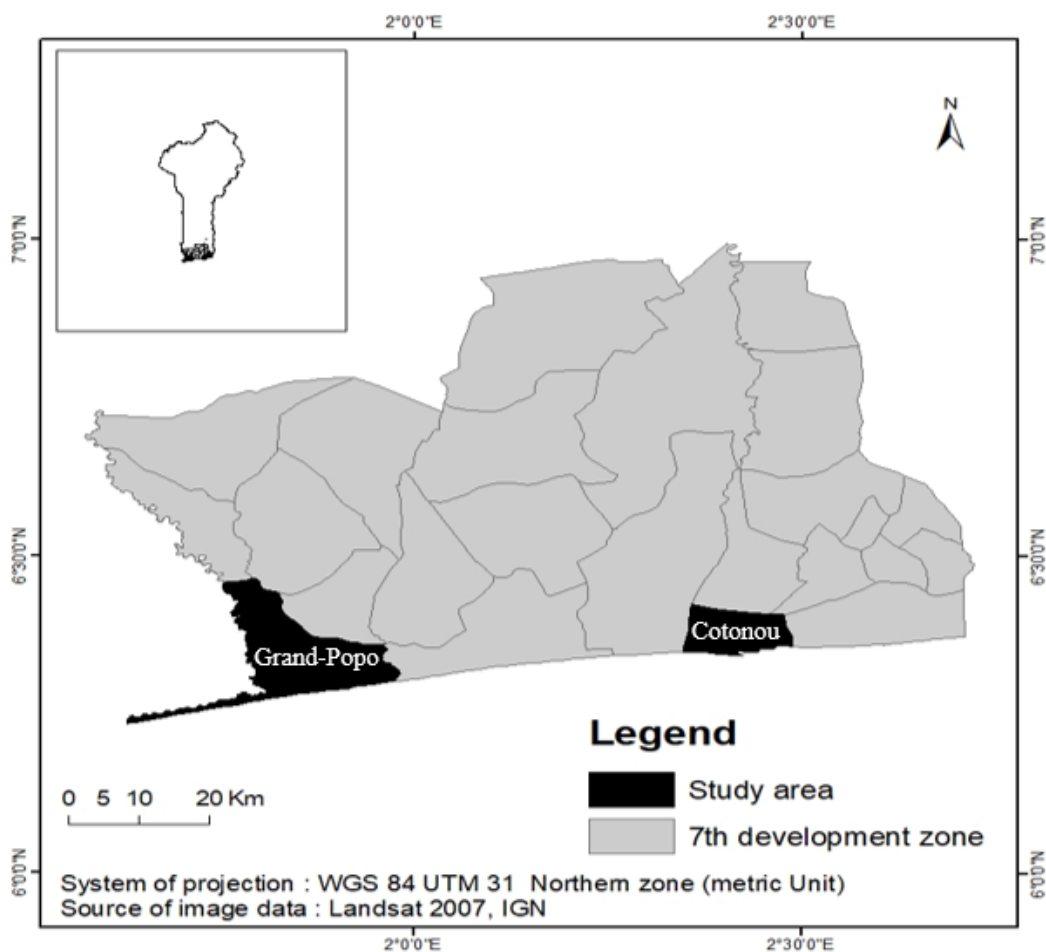 2°0'0"E 2°30'0"E
N
7°0'0"N 7°0'0"N
6°30'0"N 6°30'0"N
Cotonou
Grand-Popo
Legend
Study area
0 5 10 20 Km
7th development zone
6°0'0"N 6°0'0"N
System of projection : WGS 84 UTM 31 Northern zone (metric Unit)
Source of image data : Landsat 2007, IGN
2°0'0"E 2°30'0"E